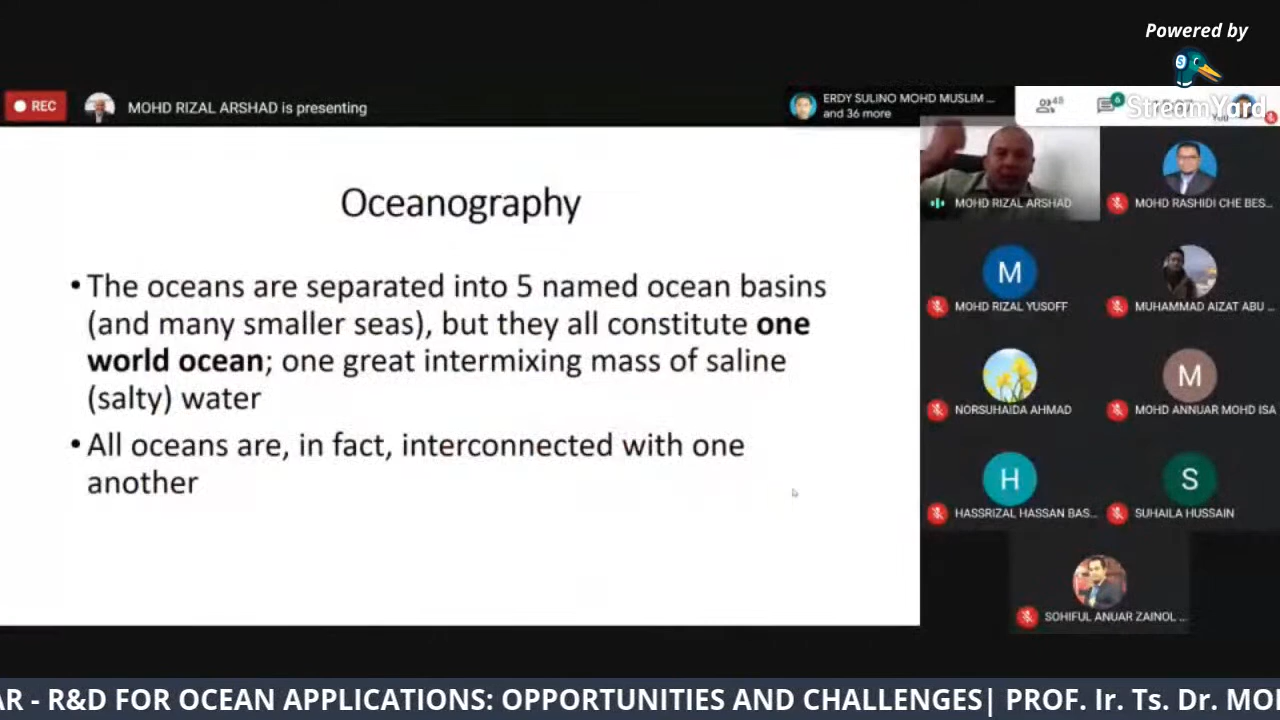 Powered by
StreamYard
REC
MOHD RIZAL ARSHAD is presenting
ERDY SULINO MOHD MUSLIM ...
and 36 more
48
6
You
Oceanography
• The oceans are separated into 5 named ocean basins
(and many smaller seas), but they all constitute one
world ocean; one great intermixing mass of saline
(salty) water
• All oceans are, in fact, interconnected with one
another
MOHD RIZAL ARSHAD
MOHD RASHIDI CHE BES...
M
MOHD RIZAL YUSOFF
MUHAMMAD AIZAT ABU ...
NORSUHAIDA AHMAD
M
MOHD ANNUAR MOHD ISA
H
HASSRIZAL HASSAN BAS...
S
SUHAILA HUSSAIN
SOHIFUL ANUAR ZAINOL ...
AR - R&D FOR OCEAN APPLICATIONS: OPPORTUNITIES AND CHALLENGES| PROF. Ir. Ts. Dr. MO